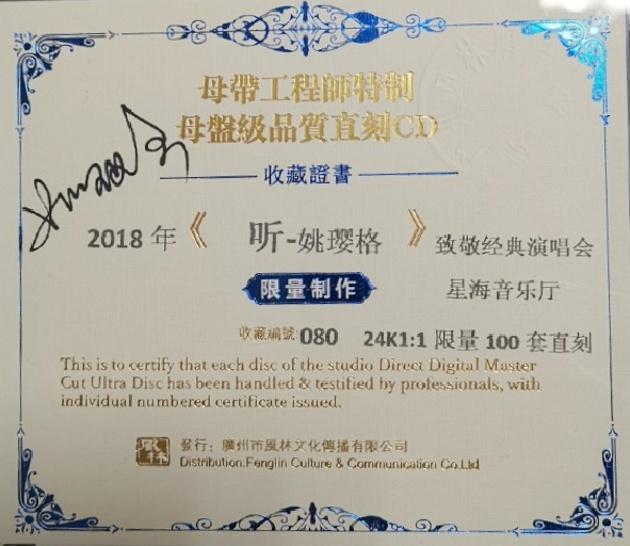 母帶工程師特制
母盤級品質直刻CD
收藏證書
2018 年《 听-姚璎格 》致敬经典演唱会
限量制作 星海音乐厅
收藏編號: 080 24K1:1 限量 100 套直刻
This is to certify that each disc of the studio Direct Digital Master
Cut Ultra Disc has been handled & testified by professionals, with
individual numbered certificate issued.
發行：廣州市風林文化傳播有限公司
Distribution:Fenglin Culture & Communication Co.Ltd